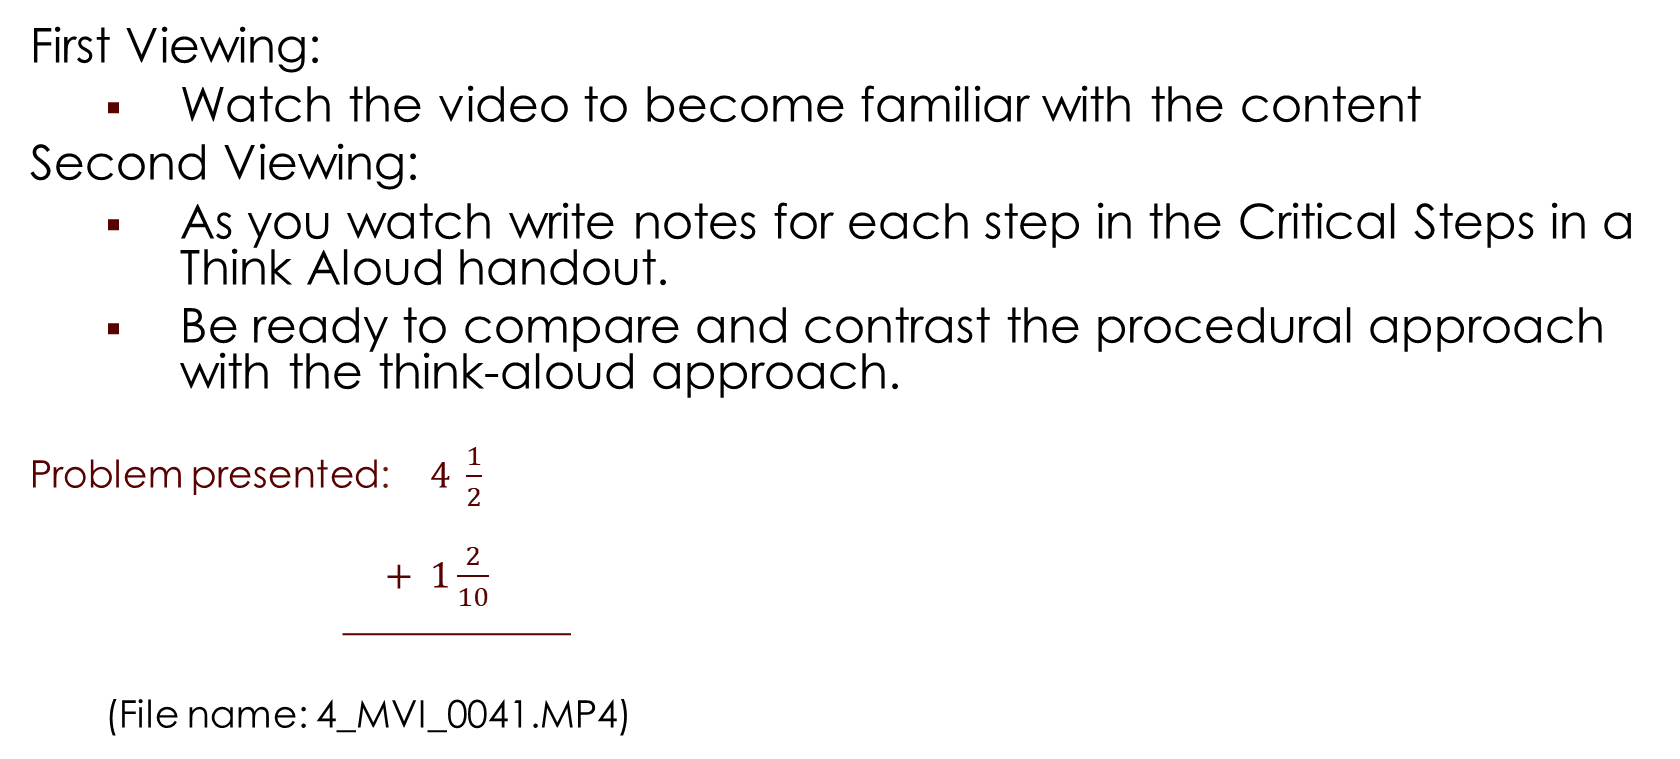 First Viewing:
▪ Watch the video to become familiar with the content
Second Viewing:
▪ As you watch write notes for each step in the Critical Steps in a
Think Aloud handout.
▪ Be ready to compare and contrast the procedural approach
with the think-aloud approach.
Problem presented: 4 1/2
+ 1 2/10
(File name: 4_MVI_0041.MP4)